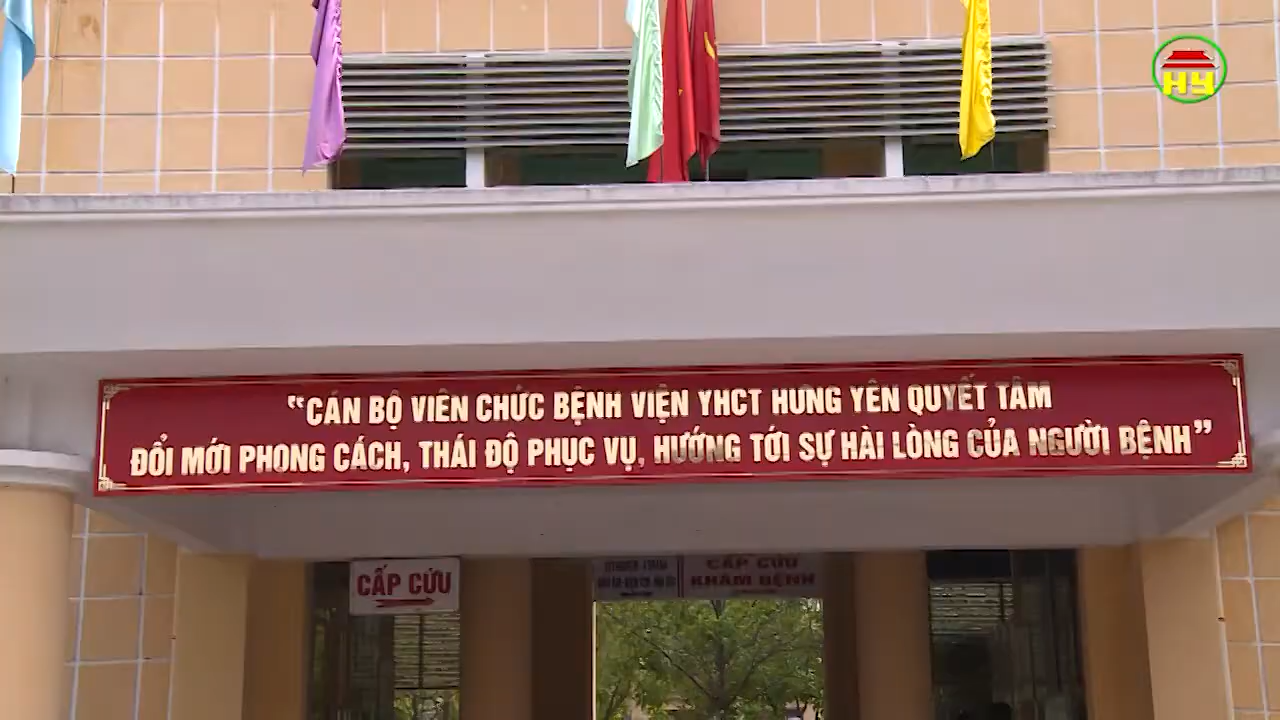 HY
“CÁN BỘ VIÊN CHỨC BỆNH VIỆN YHCT HƯNG YÊN QUYẾT TÂM
ĐỔI MỚI PHONG CÁCH, THÁI ĐỘ PHỤC VỤ, HƯỚNG TỚI SỰ HÀI LÒNG CỦA NGƯỜI BỆNH”
CẤP CỨU
CẤP CỨU
KHÁM BỆNH